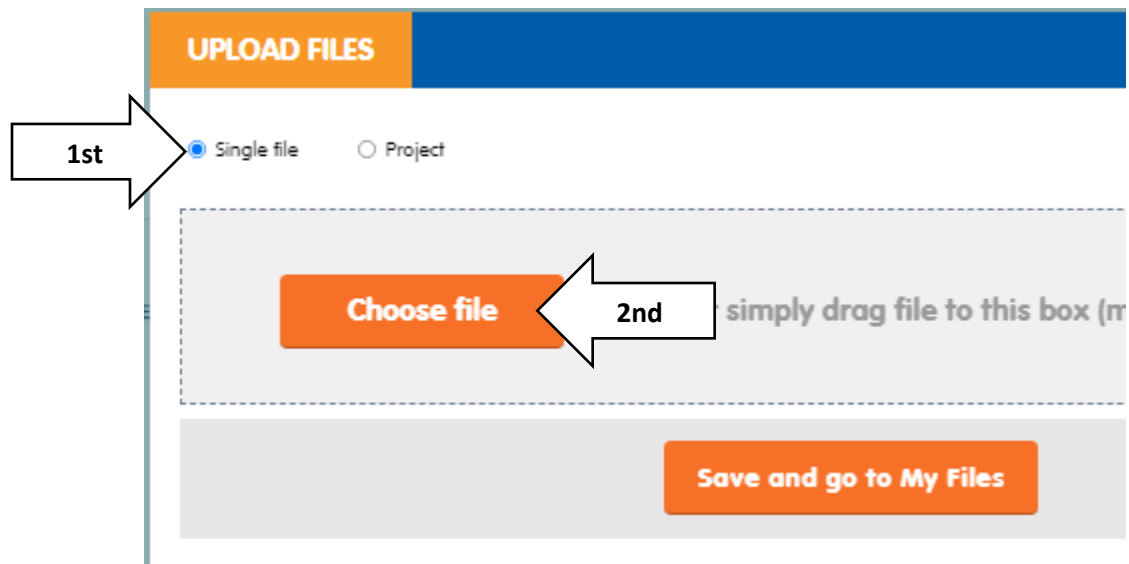 UPLOAD FILES
1st
Single file Project
Choose file 2nd simply drag file to this box (m
Save and go to My Files